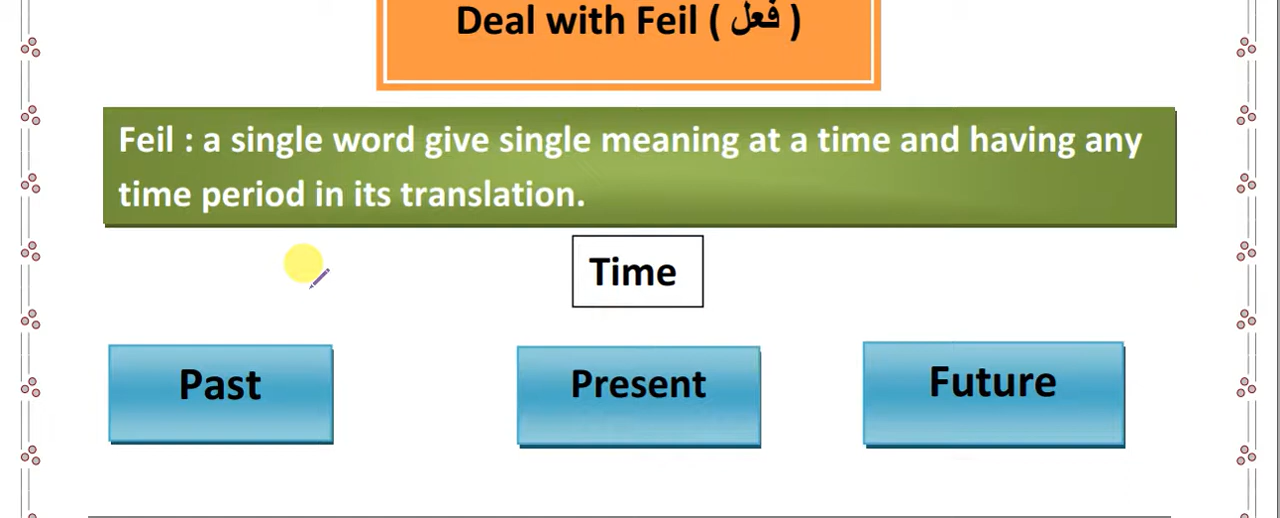 Deal with Feil ( فعل )
Feil : a single word give single meaning at a time and having any
time period in its translation.
Time
Past
Present
Future